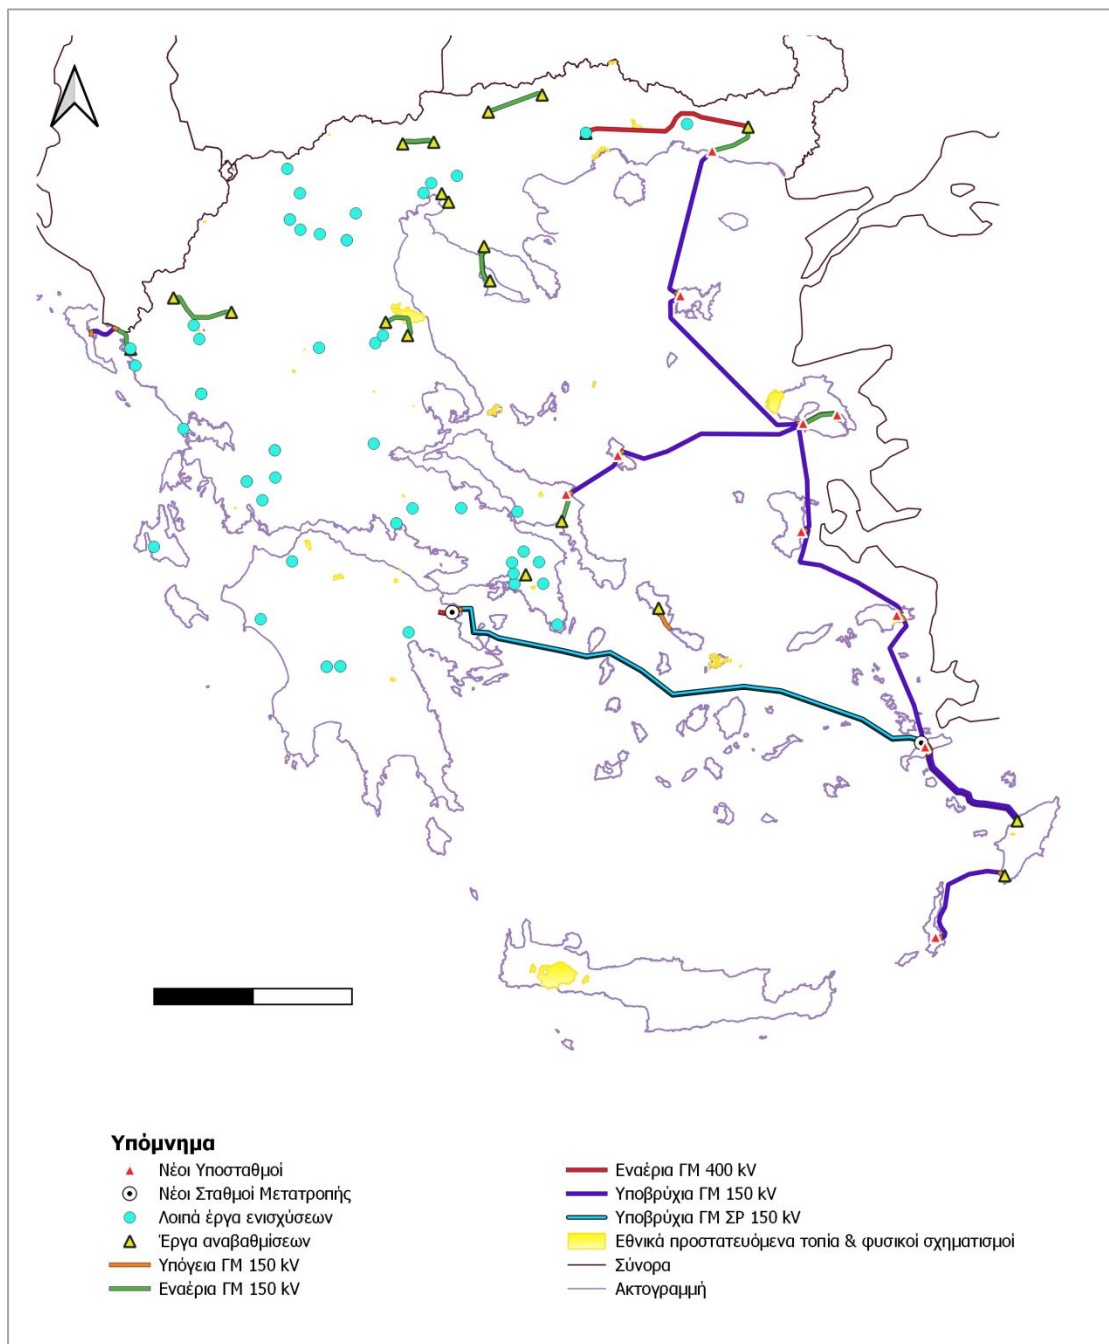 Υπόμνημα
Νέοι Υποσταθμοί
Νέοι Σταθμοί Μετατροπής
Λοιπά έργα ενισχύσεων
Έργα αναβαθμίσεων
Υπόγεια ΓΜ 150 kV
Εναέρια ΓΜ 150 kV
Εναέρια ΓΜ 400 kV
Υποβρύχια ΓΜ 150 kV
Υποβρύχια ΓΜ ΣΡ 150 kV
Εθνικά προστατευόμενα τοπία & φυσικοί σχηματισμοί
Σύνορα
Ακτογραμμή